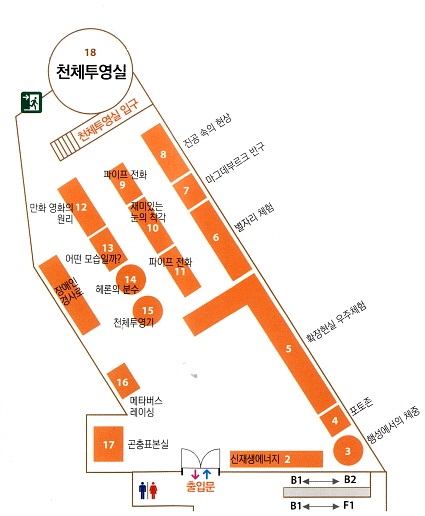 18
천체투영실
천체투영실 입구
8
진공 속의 현상
7
마그데부르크 반구
6
별자리 체험
파이프 전화
9
재미있는
눈의 착각
10
파이프 전화
11
만화 영화의
원리
12
13
어떤 모습일까?
14
헤론의 분수
15
천체투영기
장애인
경사로
5
확장현실 우주체험
4
포토존
3
행성에서의 체중
16
메타버스
레이싱
17
곤충표본실
신재생에너지 2
출입문
B1 B2
B1 F1